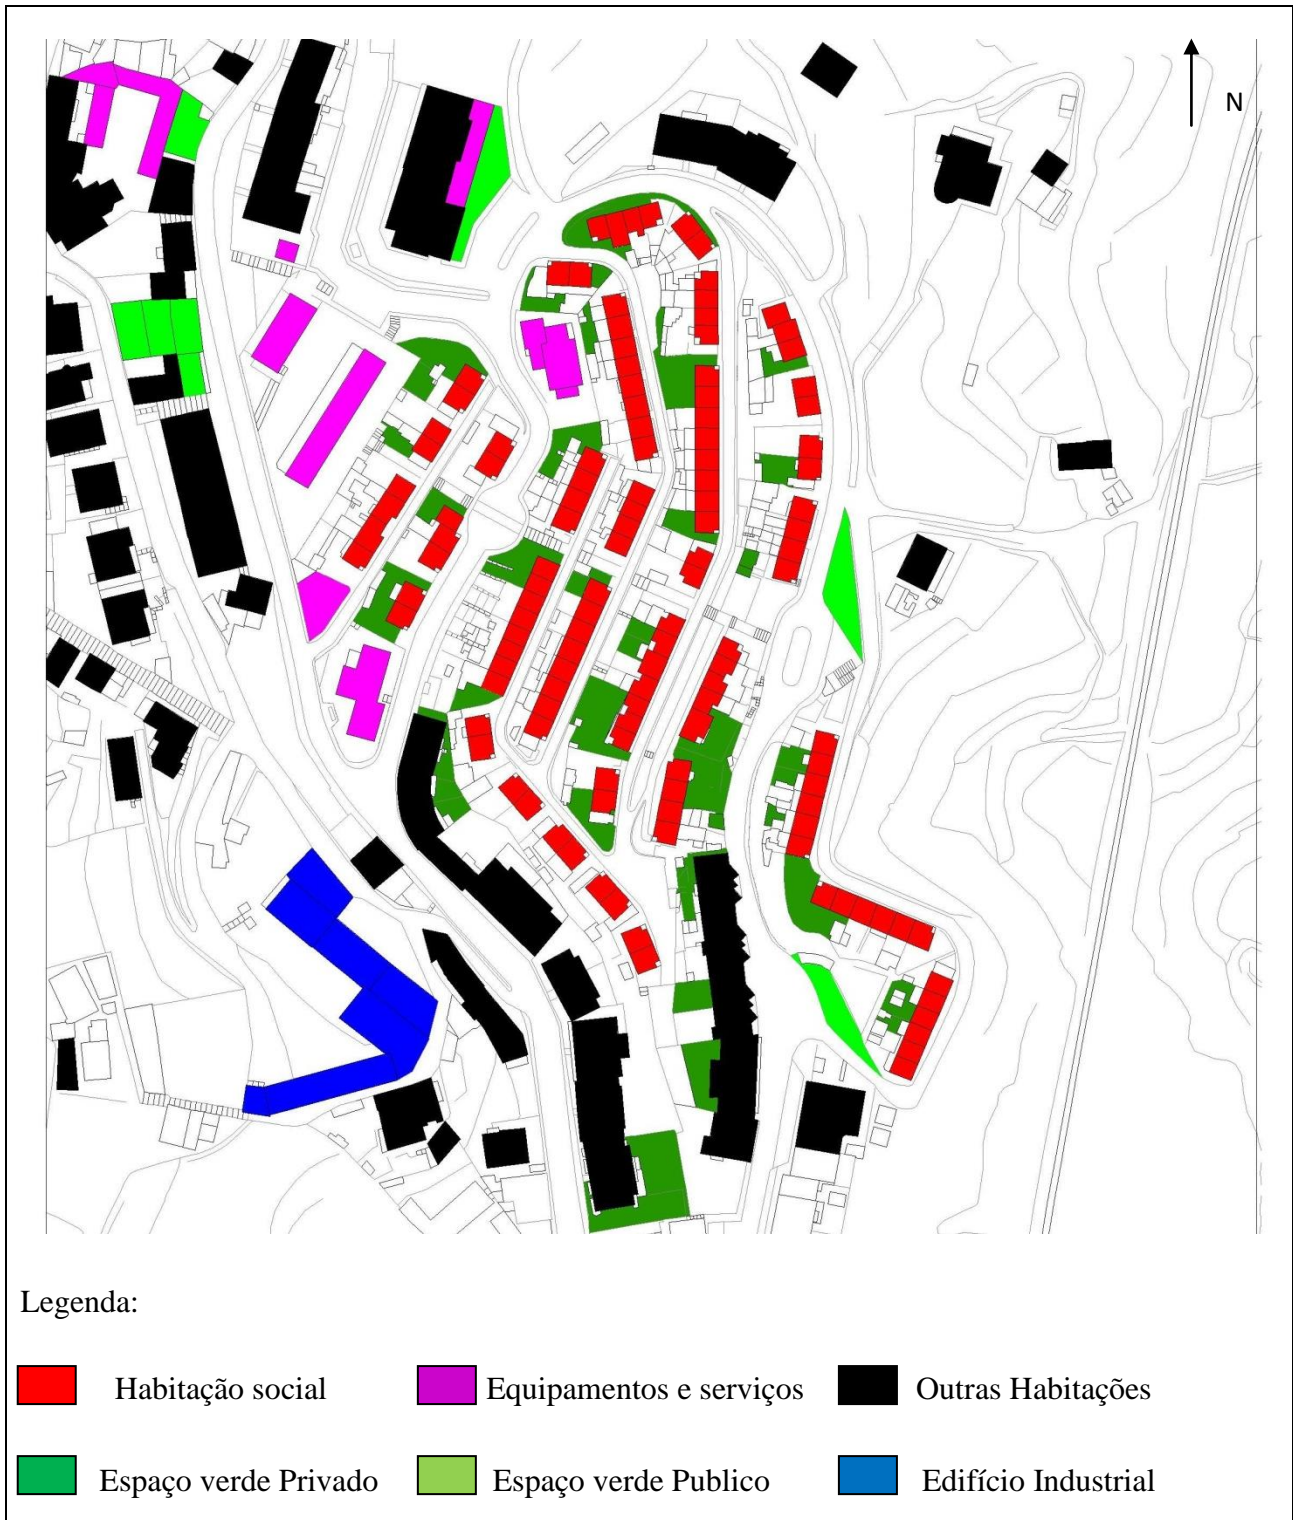 N
Legenda:
Habitação social Equipamentos e serviços Outras Habitações
Espaço verde Privado Espaço verde Publico Edifício Industrial